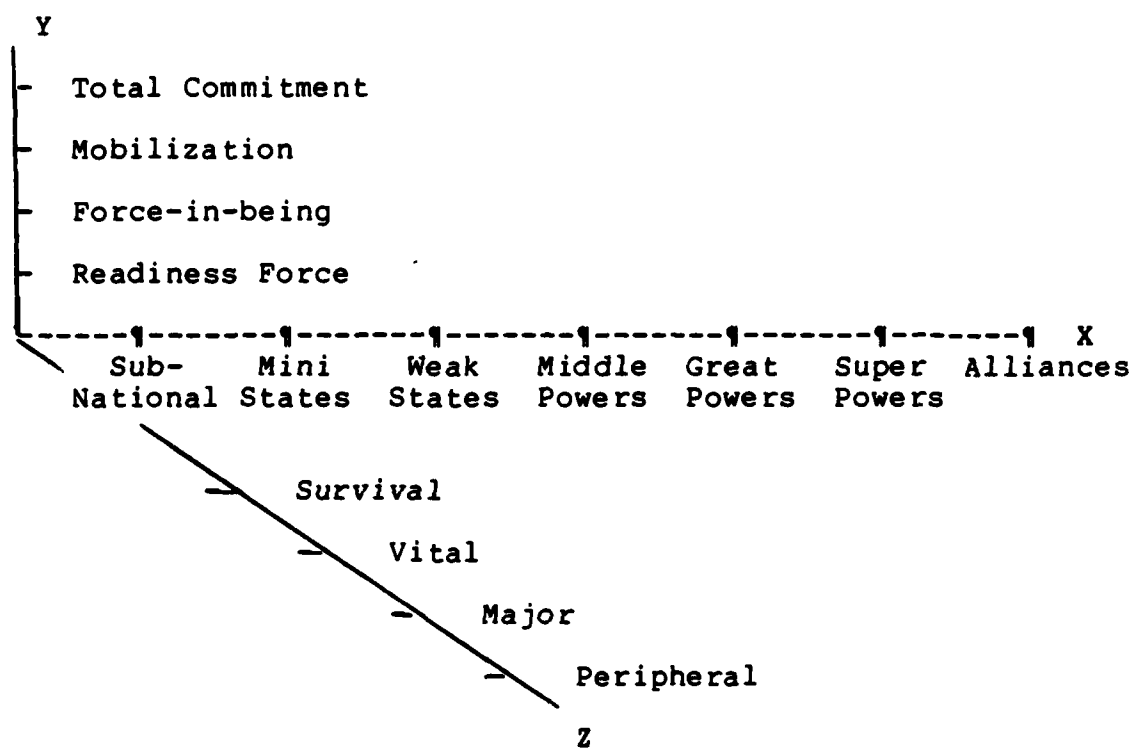 Y
Total Commitment
Mobilization
Force-in-being
Readiness Force
X
Sub- Mini Weak Middle Great Super Alliances
National States States Powers Powers Powers
Survival
Vital
Major
Peripheral
Z